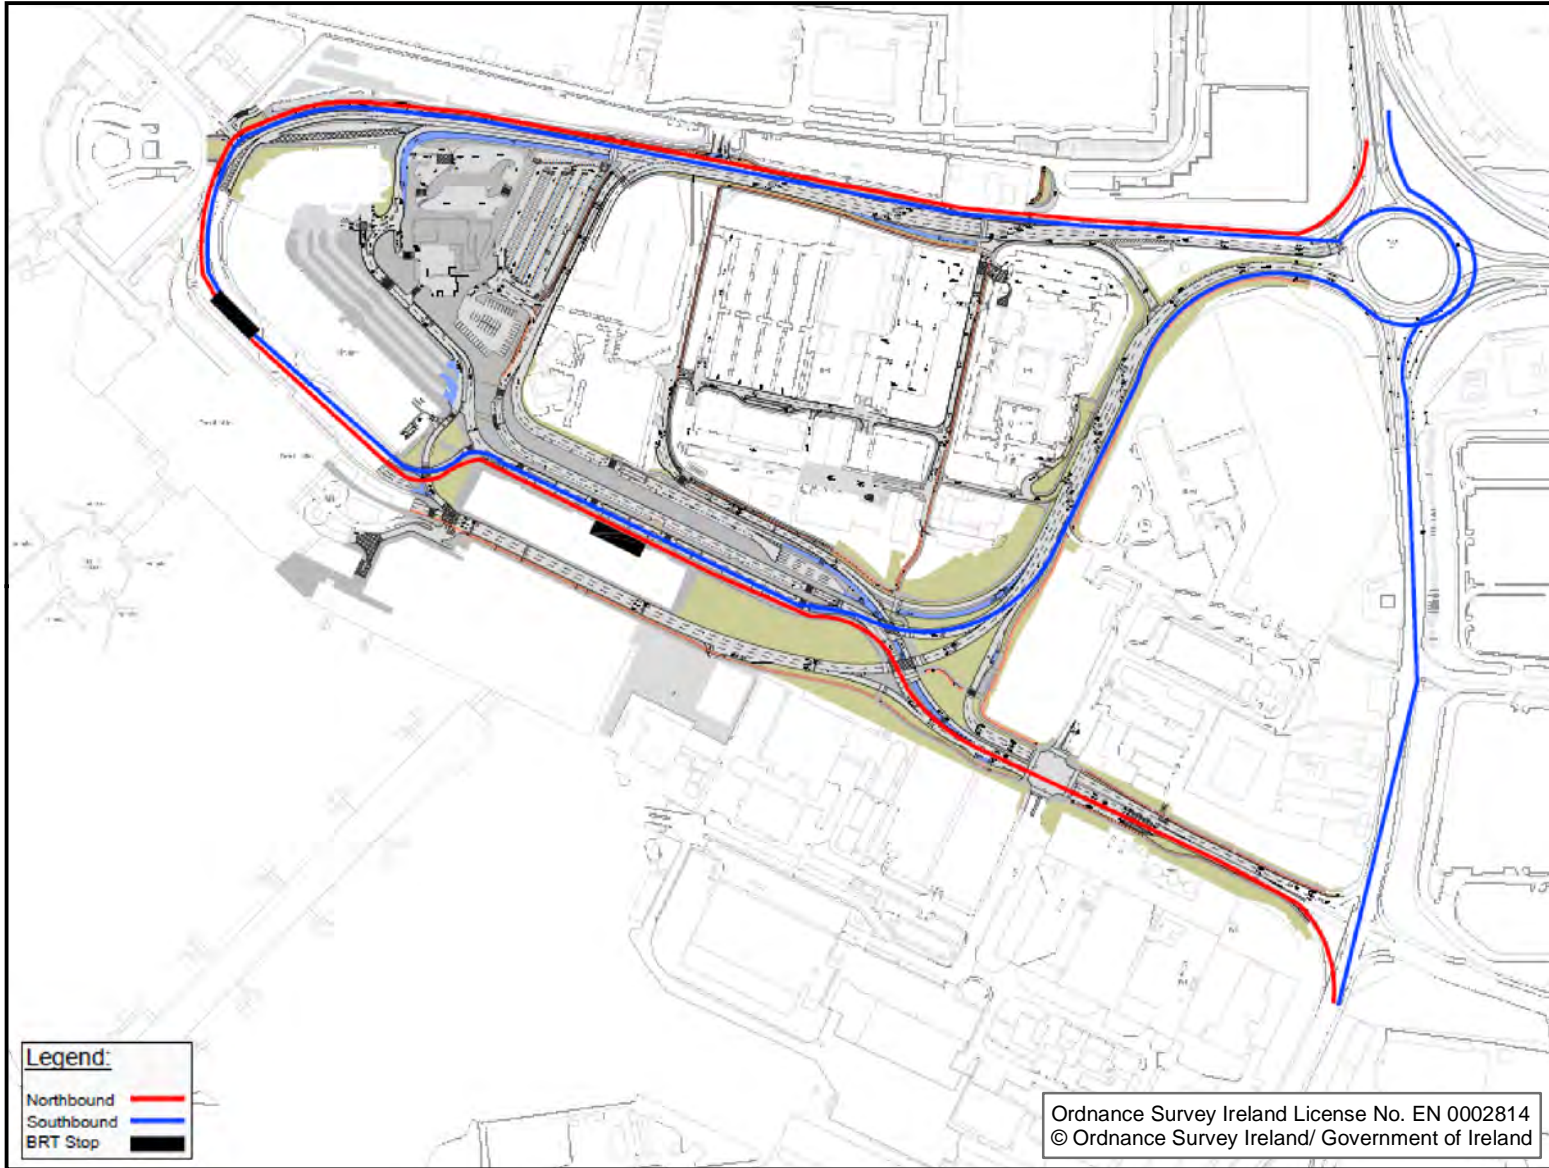 Legend:
Northbound
Southbound
BRT Stop
Ordnance Survey Ireland License No. EN 0002814
© Ordnance Survey Ireland/ Government of Ireland